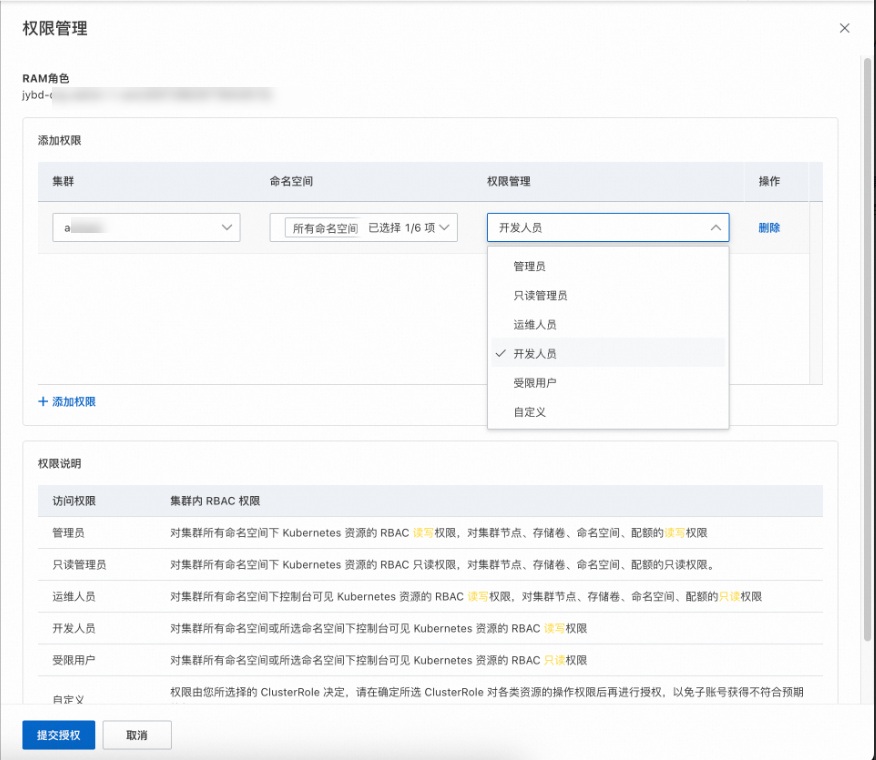 权限管理
RAM角色
jybd-
添加权限
集群 命名空间 权限管理 操作
a 所有命名空间 已选择 1/6 项 开发人员 删除
管理员
只读管理员
运维人员
开发人员
受限用户
自定义
添加权限
权限说明
访问权限 集群内 RBAC 权限
管理员 对集群所有命名空间下 Kubernetes 资源的 RBAC 读写权限，对集群节点、存储卷、命名空间、配额的读写权限
只读管理员 对集群所有命名空间下 Kubernetes 资源的 RBAC 只读权限，对集群节点、存储卷、命名空间、配额的只读权限。
运维人员 对集群所有命名空间下控制台可见 Kubernetes 资源的 RBAC 读写权限，对集群节点、存储卷、命名空间、配额的只读权限
开发人员 对集群所有命名空间或所选命名空间下控制台可见 Kubernetes 资源的 RBAC 读写权限
受限用户 对集群所有命名空间或所选命名空间下控制台可见 Kubernetes 资源的 RBAC 只读权限
自定义 权限由您所选择的 ClusterRole 决定，请在确定所选 ClusterRole 对各类资源的操作权限后再进行授权，以免子账号获得不符合预期
提交授权 取消